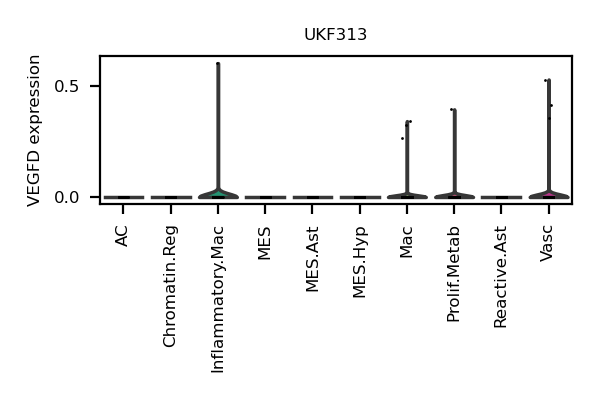 UKF313
VEGFD expression
0.5
0.0
AC
Chromatin.Reg
Inflammatory.Mac
MES
MES.Ast
MES.Hyp
Mac
Prolif.Metab
Reactive.Ast
Vasc